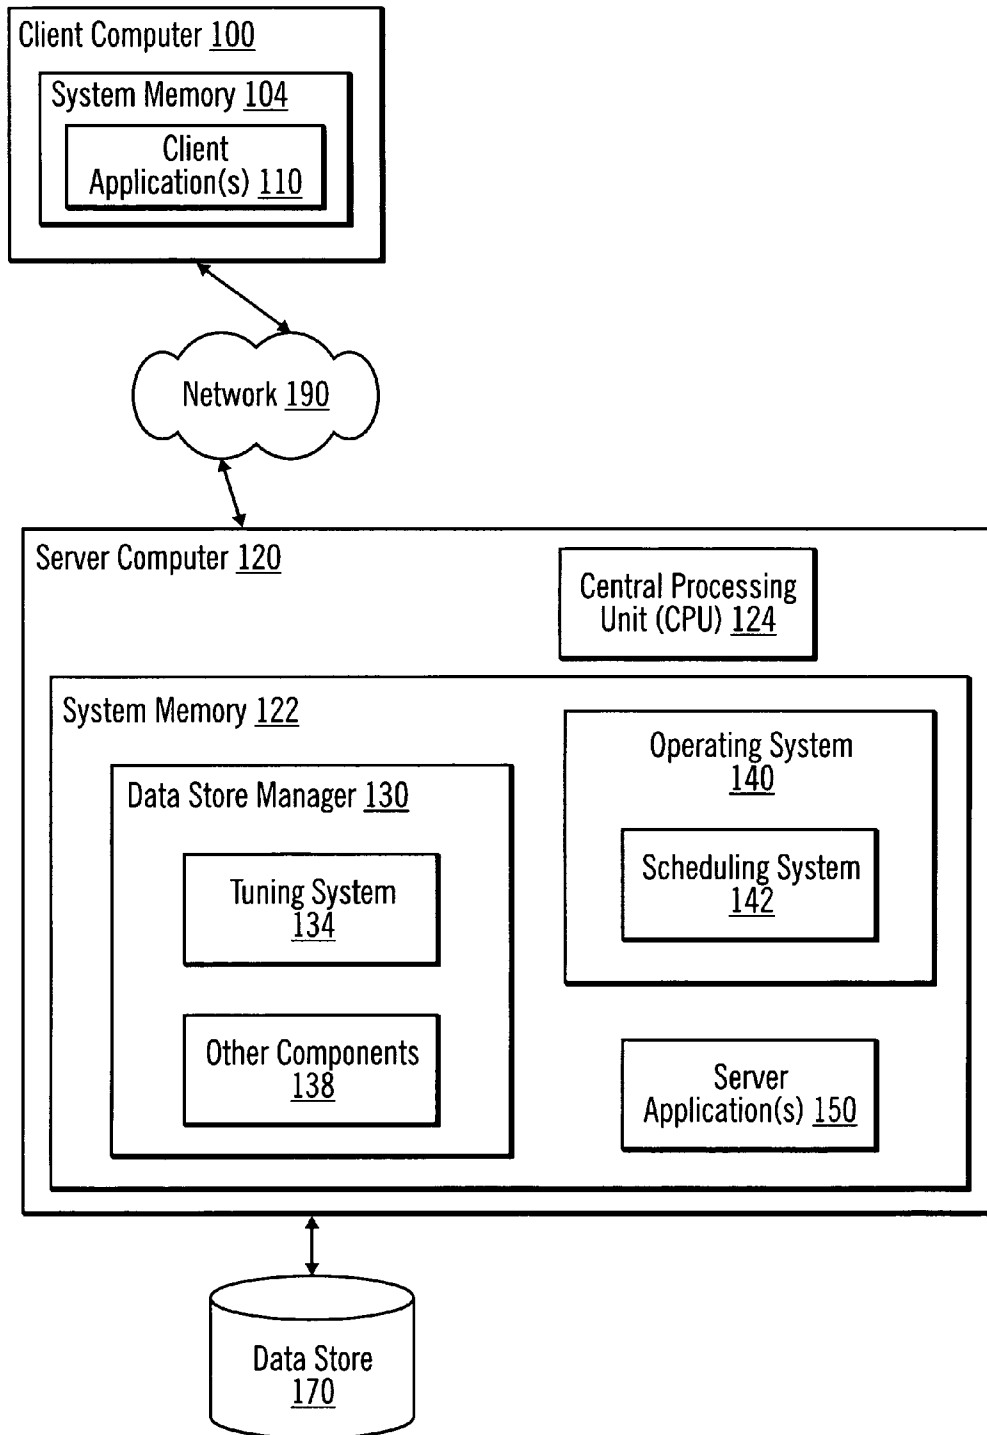 Client Computer 100
System Memory 104
Client
Application(s) 110
Network 190
Server Computer 120
Central Processing
Unit (CPU) 124
System Memory 122
Operating System
140
Data Store Manager 130
Scheduling System
142
Tuning System
134
Other Components
138
Server
Application(s) 150
Data Store
170